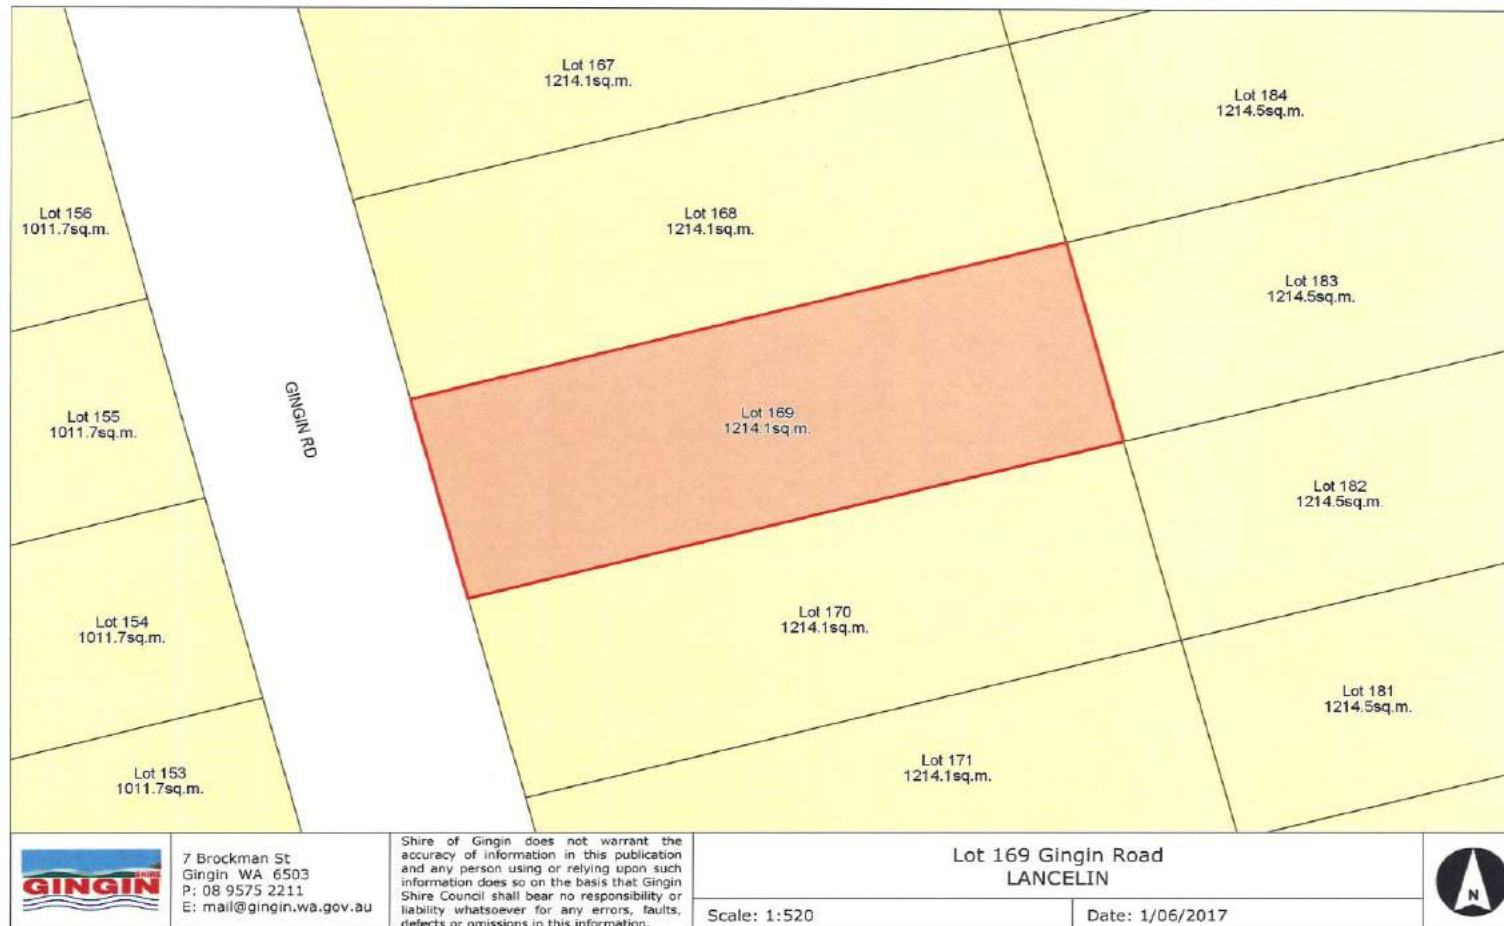 Lot 167
1214.1sq.m.
Lot 184
1214.5sq.m.
Lot 156
1011.7sq.m.
Lot 168
1214.1sq.m.
Lot 183
1214.5sq.m.
GINGIN RD
Lot 155
1011.7sq.m.
Lot 169
1214.1sq.m.
Lot 182
1214.5sq.m.
Lot 154
1011.7sq.m.
Lot 170
1214.1sq.m.
Lot 181
1214.5sq.m.
Lot 153
1011.7sq.m.
Lot 171
1214.1sq.m.
SHIRE
GINGIN
7 Brockman St
Gingin WA 6503
P: 08 9575 2211
E: mail@gingin.wa.gov.au
Shire of Gingin does not warrant the
accuracy of information in this publication
and any person using or relying upon such
information does so on the basis that Gingin
Shire Council shall bear no responsibility or
liability whatsoever for any errors, faults,
defects or omissions in this information.
Lot 169 Gingin Road
LANCELIN
Scale: 1:520
Date: 1/06/2017
N